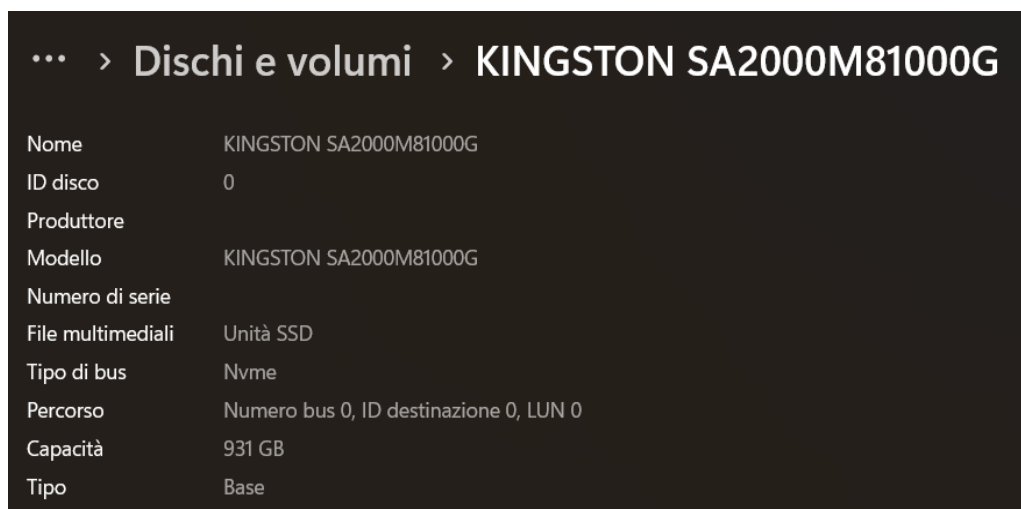 ... > Dischi e volumi > KINGSTON SA2000M81000G
Nome KINGSTON SA2000M81000G
ID disco 0
Produttore
Modello KINGSTON SA2000M81000G
Numero di serie
File multimediali Unità SSD
Tipo di bus Nvme
Percorso Numero bus 0, ID destinazione 0, LUN 0
Capacità 931 GB
Tipo Base